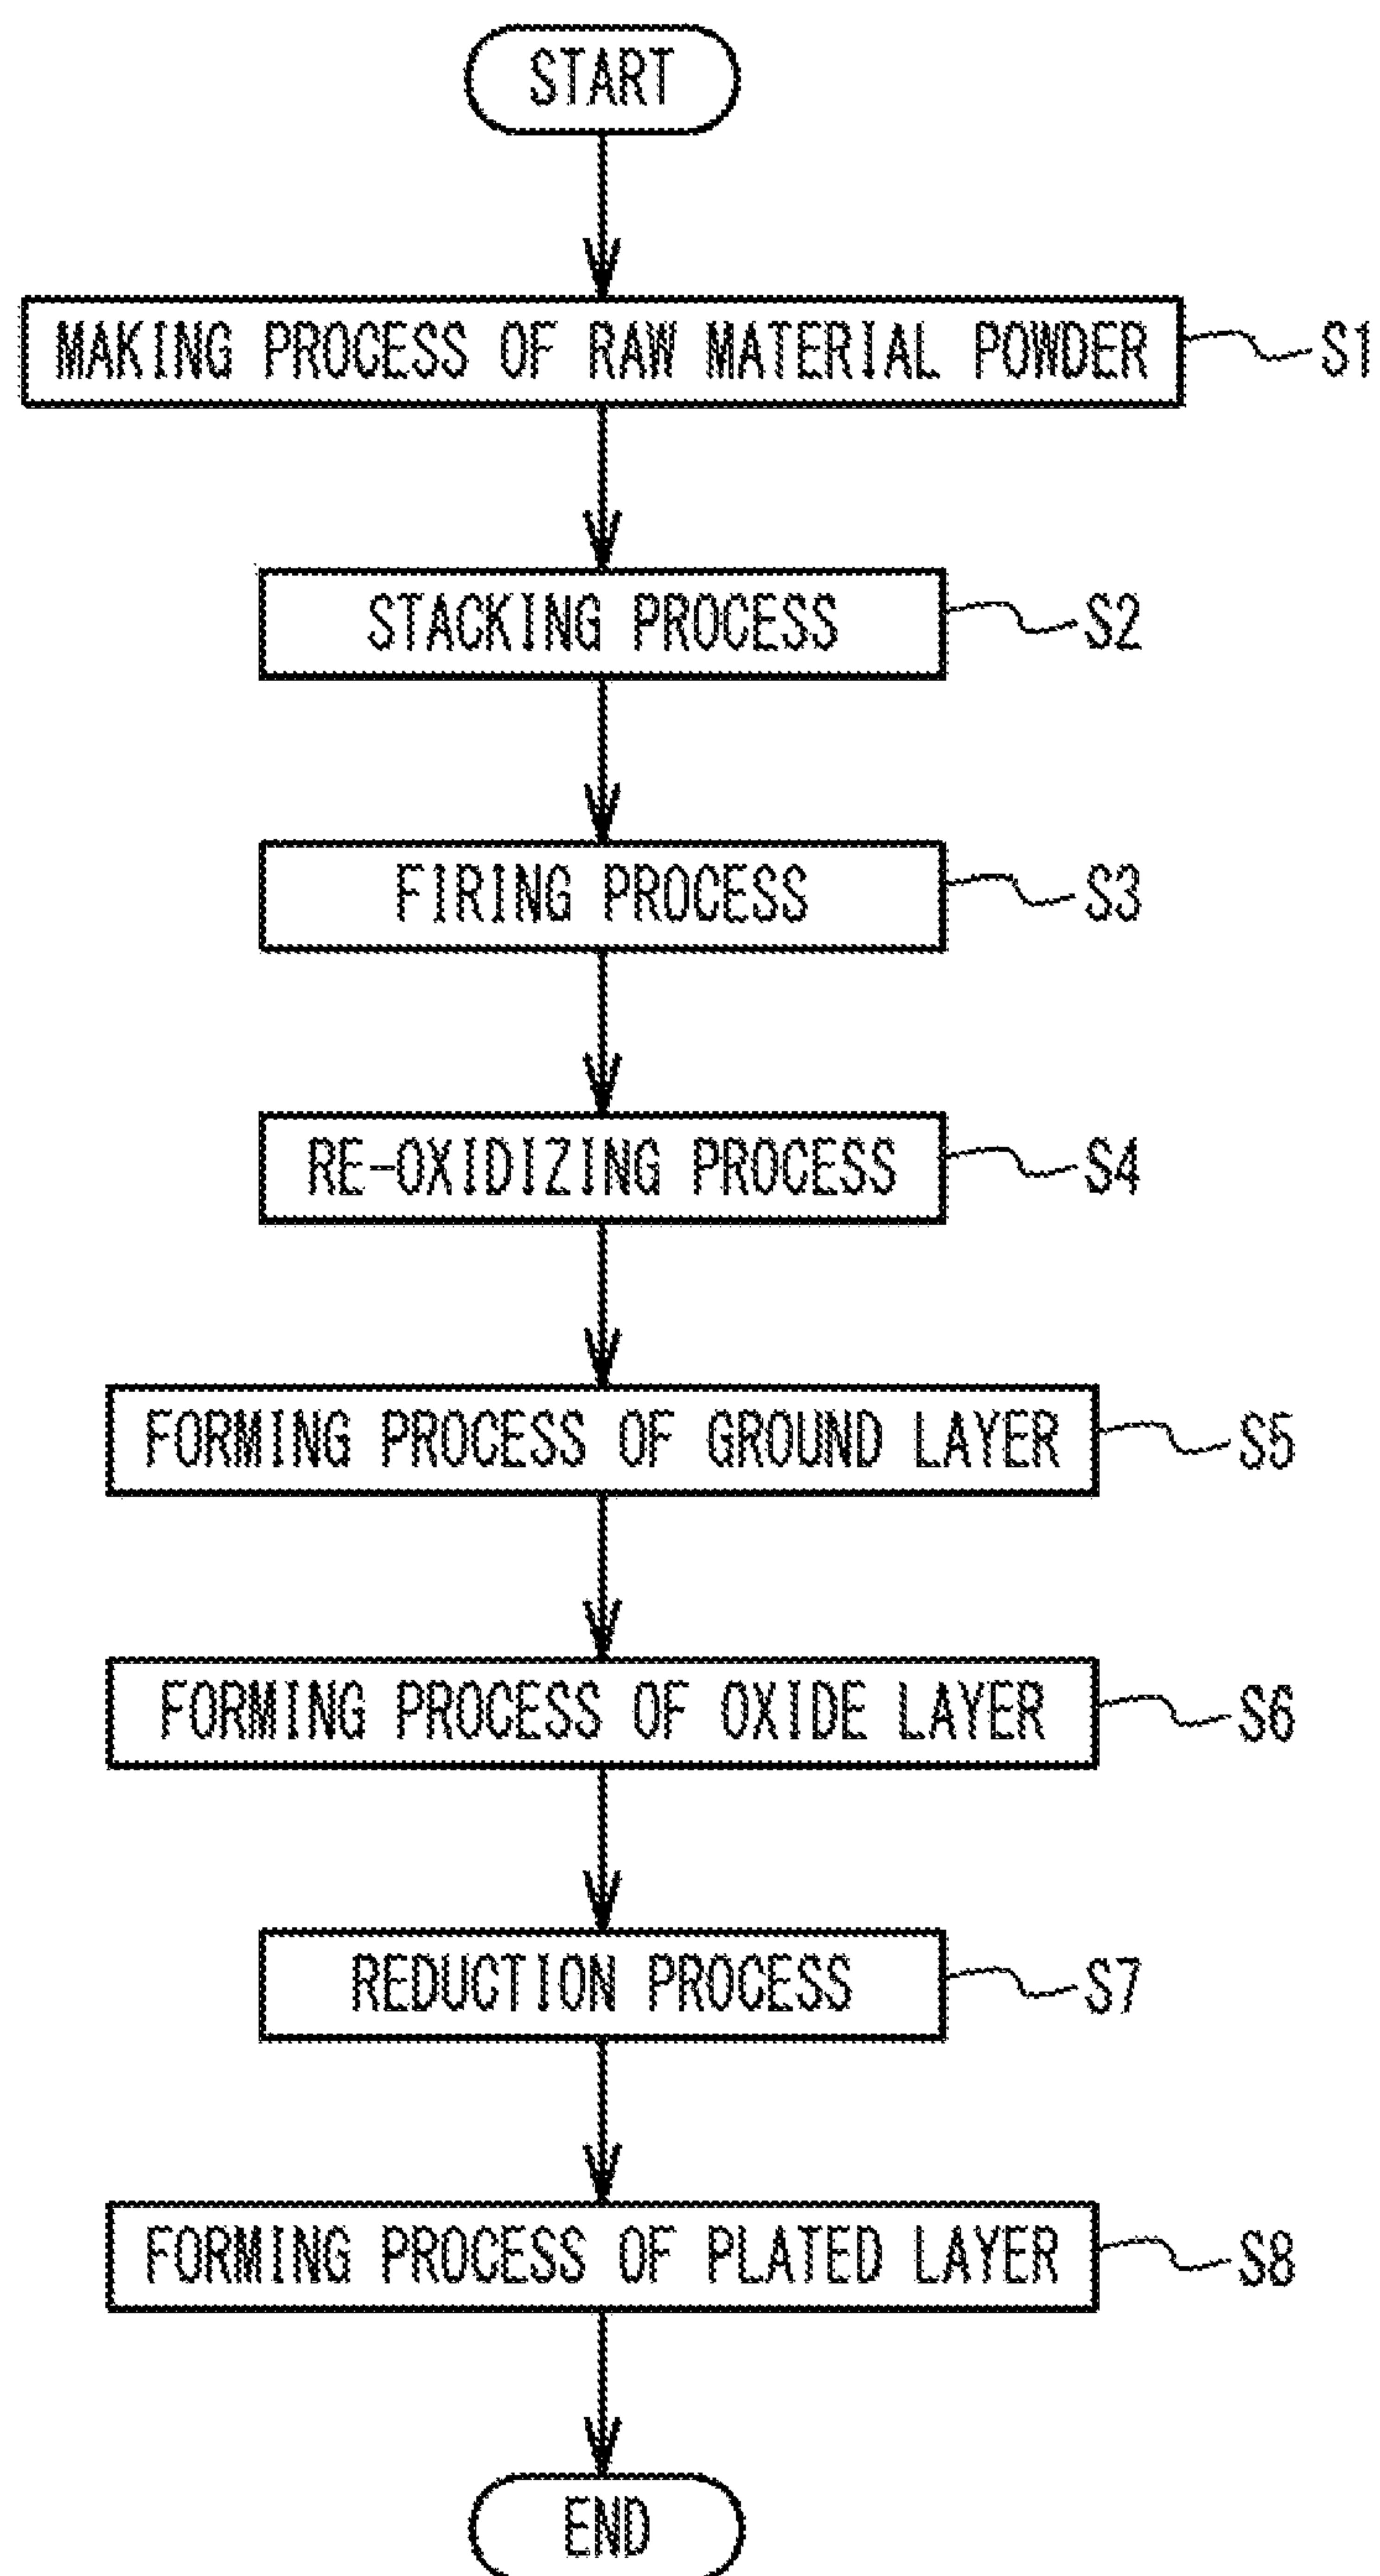 START
MAKING PROCESS OF RAW MATERIAL POWDER S1
STACKING PROCESS S2
FIRING PROCESS S3
RE-OXIDIZING PROCESS S4
FORMING PROCESS OF GROUND LAYER S5
FORMING PROCESS OF OXIDE LAYER S6
REDUCTION PROCESS S7
FORMING PROCESS OF PLATED LAYER S8
END